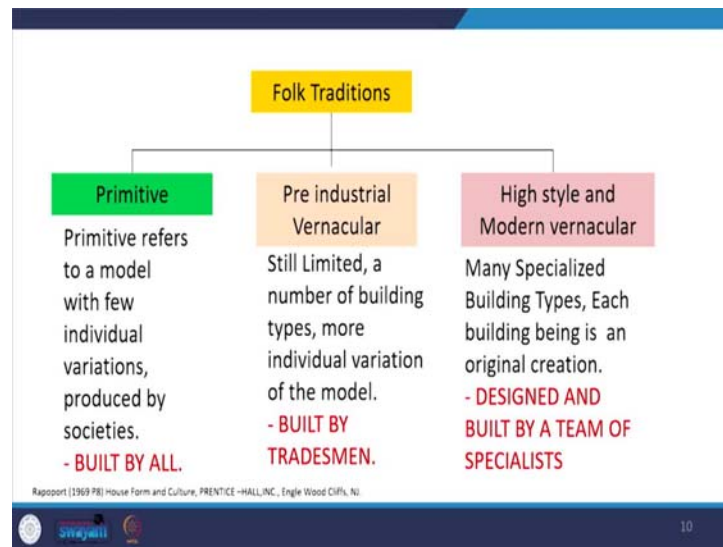 Folk Traditions
Primitive
Primitive refers
to a model
with few
individual
variations,
produced by
societies.
- BUILT BY ALL.
Pre industrial
Vernacular
Still Limited, a
number of building
types, more
individual variation
of the model.
- BUILT BY
TRADESMEN.
High style and
Modern vernacular
Many Specialized
Building Types, Each
building being is an
original creation.
- DESIGNED AND
BUILT BY A TEAM OF
SPECIALISTS
Rapoport (1969 P8) House Form and Culture, PRENTICE –HALL,INC., Engle Wood Cliffs, NJ.
swayam
10